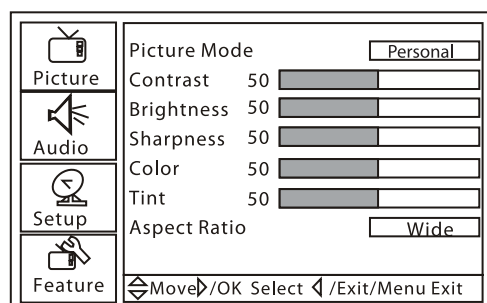 Picture
Audio
Setup
Feature
Picture Mode Personal
Contrast 50
Brightness 50
Sharpness 50
Color 50
Tint 50
Aspect Ratio Wide
Move /OK Select /Exit/Menu Exit